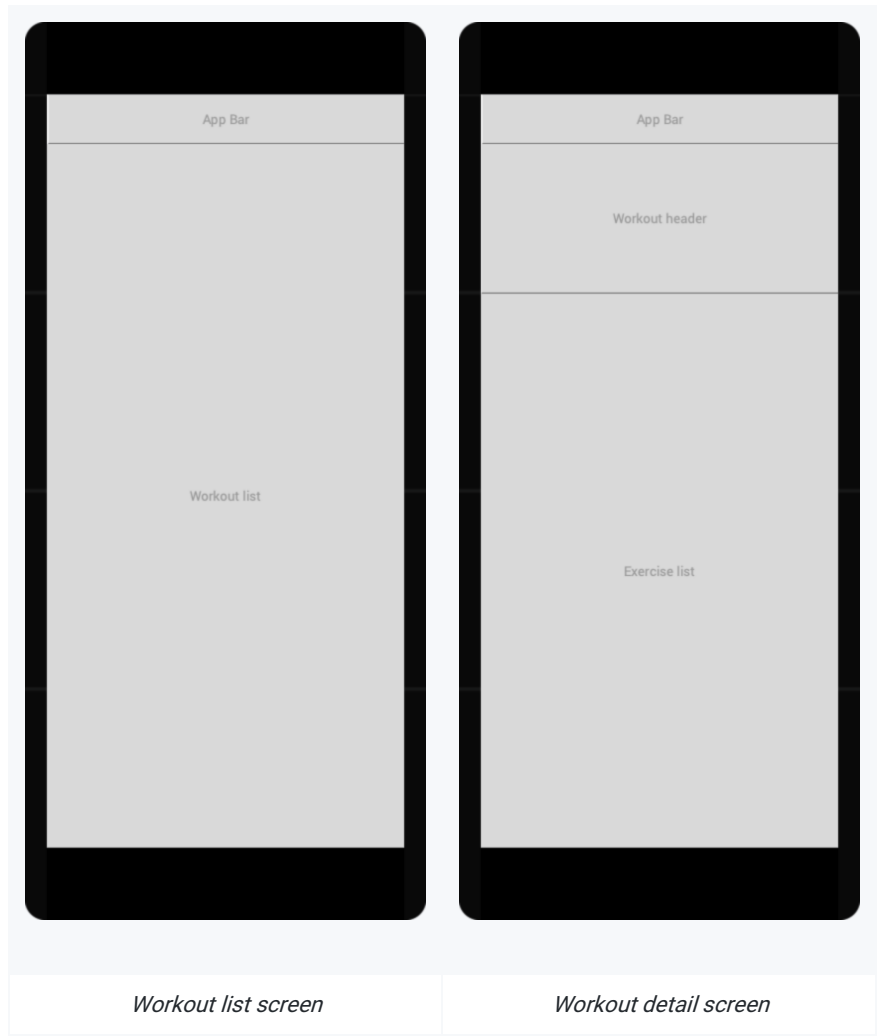 App Bar
Workout list
App Bar
Workout header
Exercise list
Workout list screen
Workout detail screen